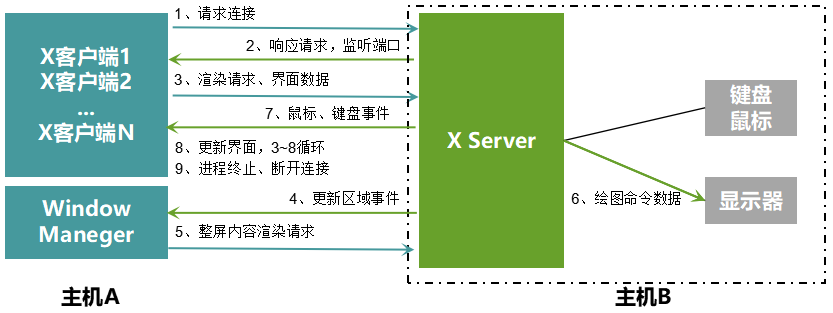 1、请求连接
2、响应请求，监听端口
3、渲染请求、界面数据
7、鼠标、键盘事件
8、更新界面，3~8循环
9、进程终止、断开连接
X客户端1
X客户端2
...
X客户端N
4、更新区域事件
5、整屏内容渲染请求
Window
Maneger
X Server
键盘
鼠标
6、绘图命令数据
显示器
主机A
主机B